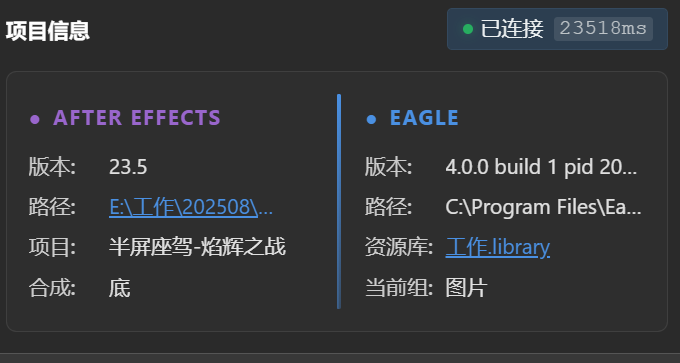 项目信息
已连接 23518ms
AFTER EFFECTS
版本: 23.5
路径: E:\工作\202508\...
项目: 半屏座驾-焰辉之战
合成: 底
EAGLE
版本: 4.0.0 build 1 pid 20...
路径: C:\Program Files\Ea...
资源库: 工作.library
当前组: 图片